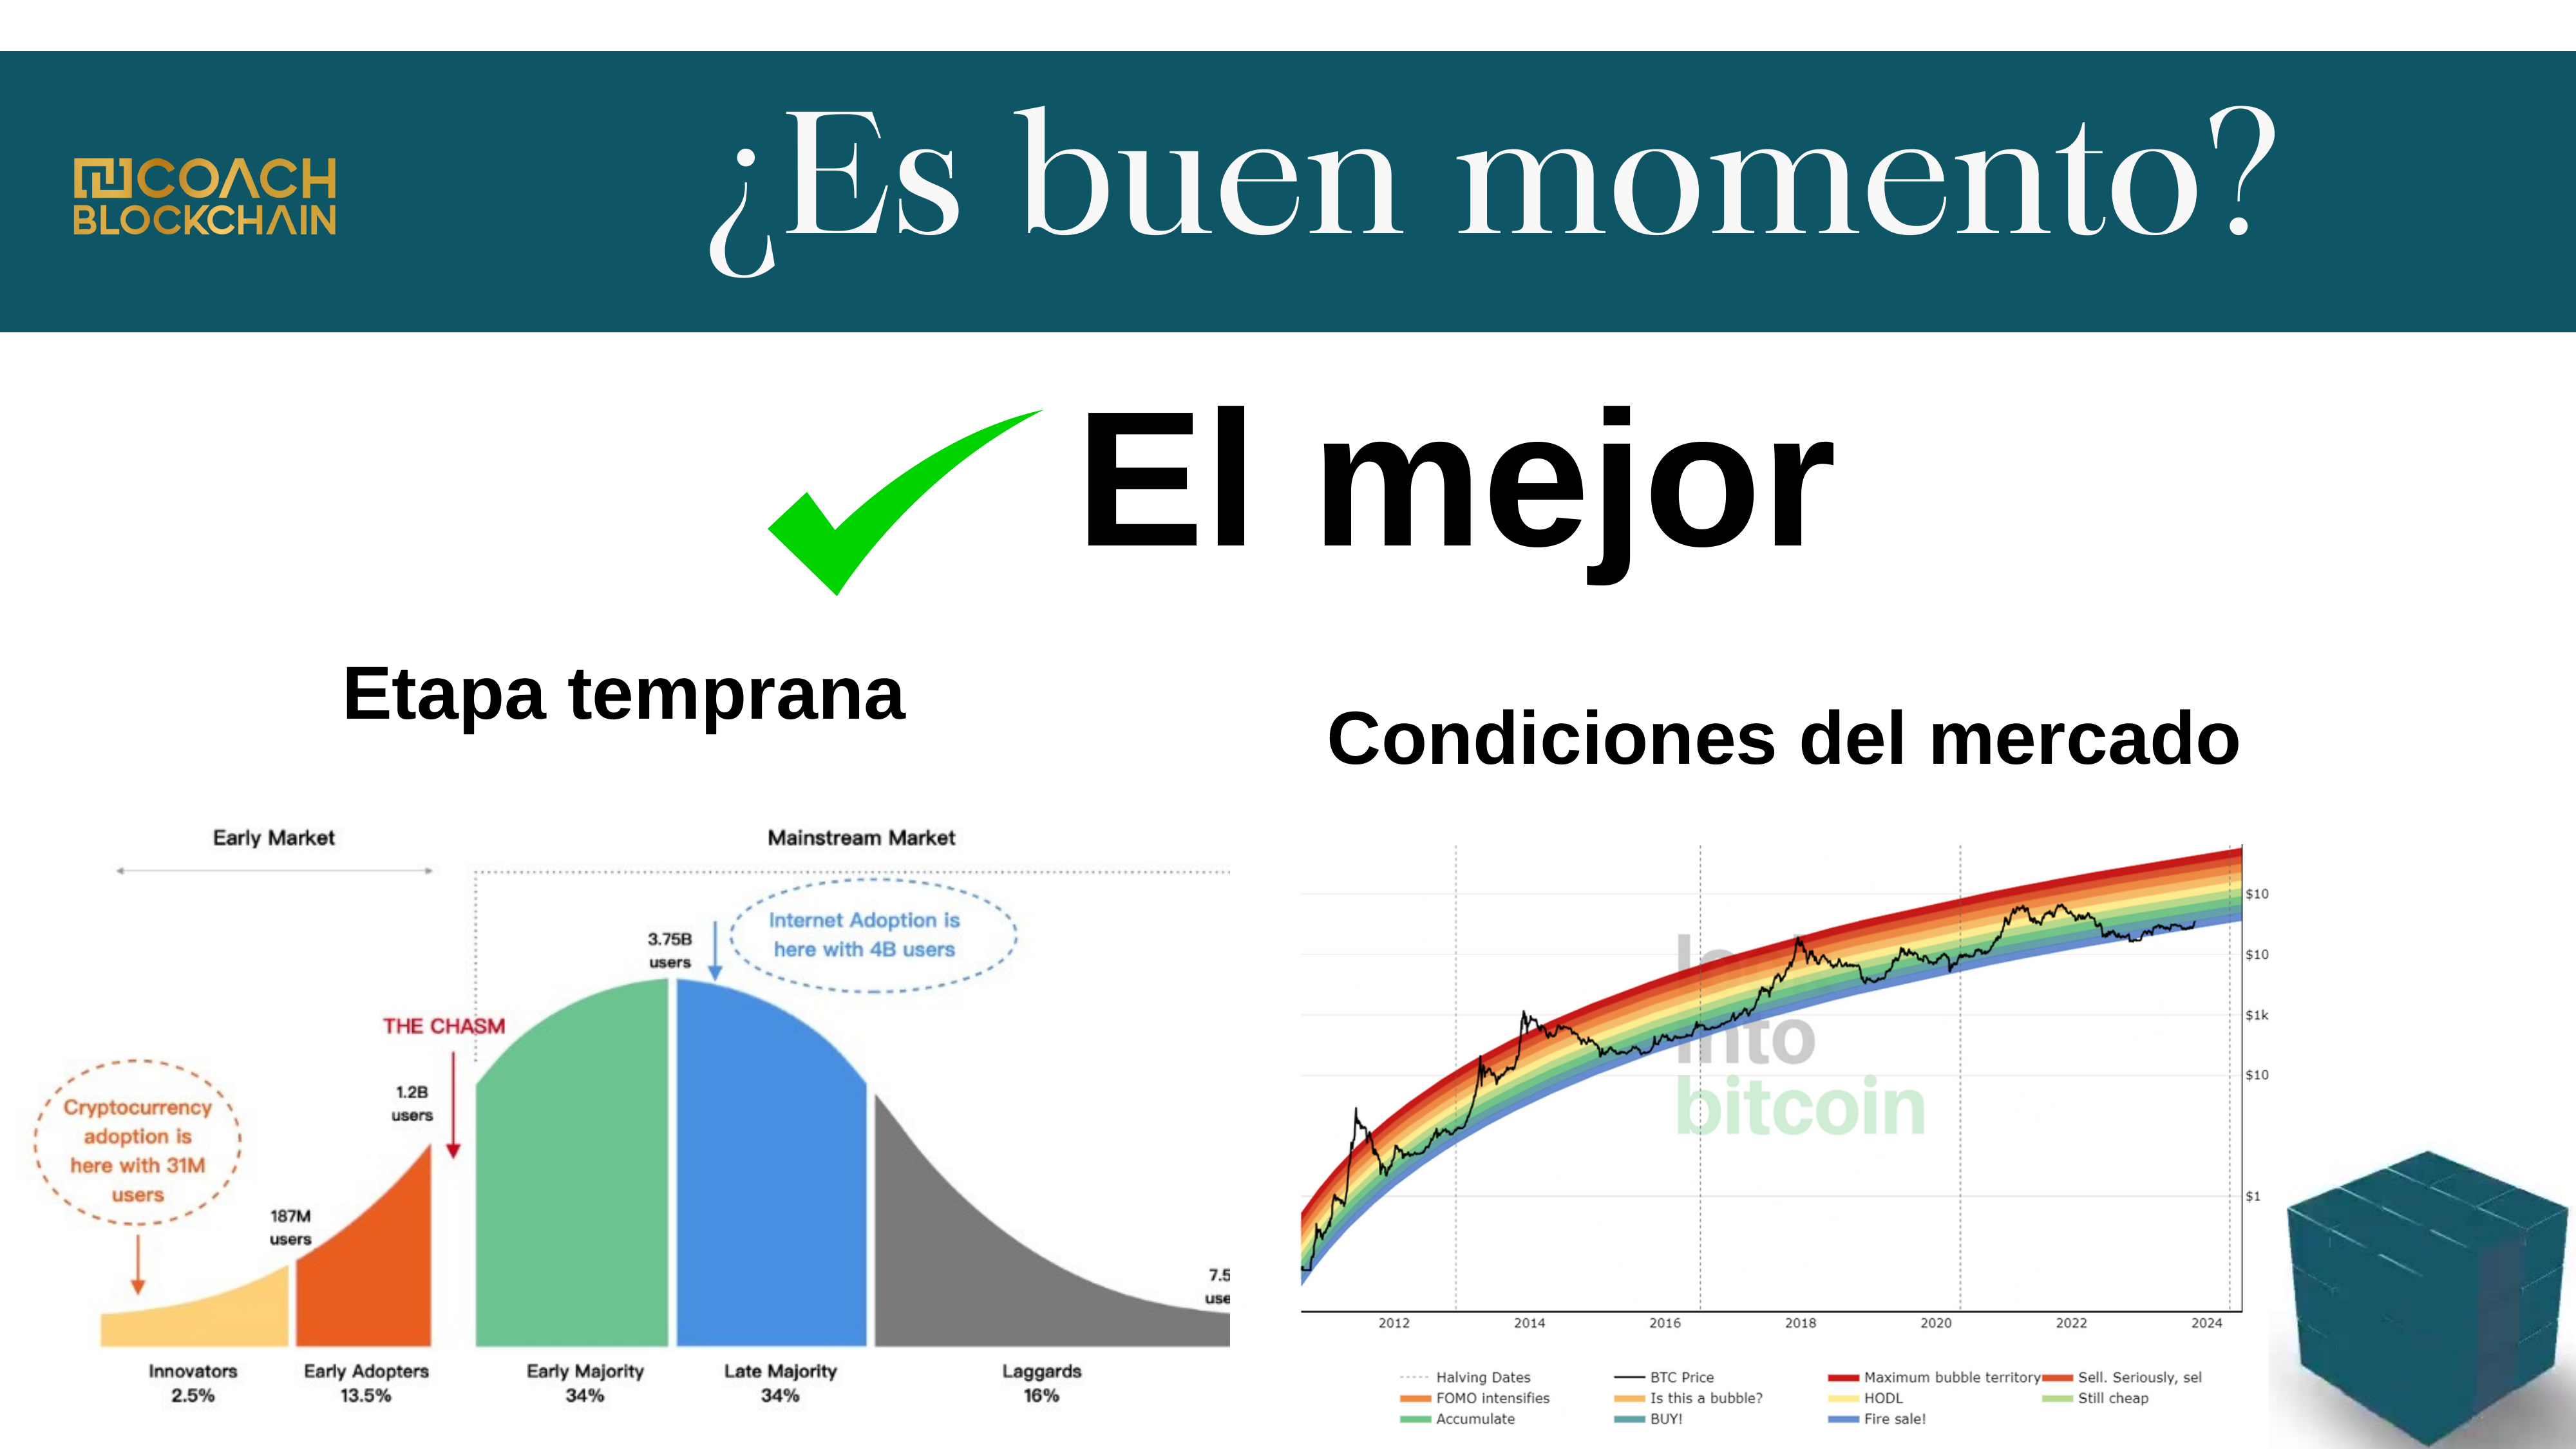 COACH
BLOCKCHAIN
¿Es buen momento?
El mejor
Etapa temprana
Condiciones del mercado
Early Market
Mainstream Market
Internet Adoption is
here with 4B users
3.75B
users
THE CHASM
1.2B
users
Cryptocurrency
adoption is
here with 31M
users
187M
users
7.5
use
Innovators
2.5%
Early Adopters
13.5%
Early Majority
34%
Late Majority
34%
Laggards
16%
into
bitcoin
$10
$10
$1k
$10
$1
2012 2014 2016 2018 2020 2022 2024
Halving Dates BTC Price Maximum bubble territory Sell. Seriously, sel
FOMO intensifies Is this a bubble? HODL Still cheap
Accumulate BUY! Fire sale!